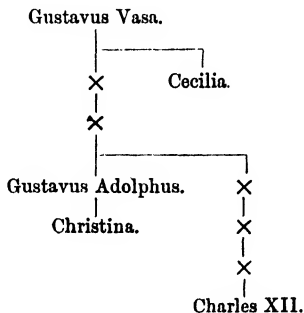 Gustavus Vasa.
Cecilia.
×
×
Gustavus Adolphus.
×
Christina.
×
×
Charles XII.